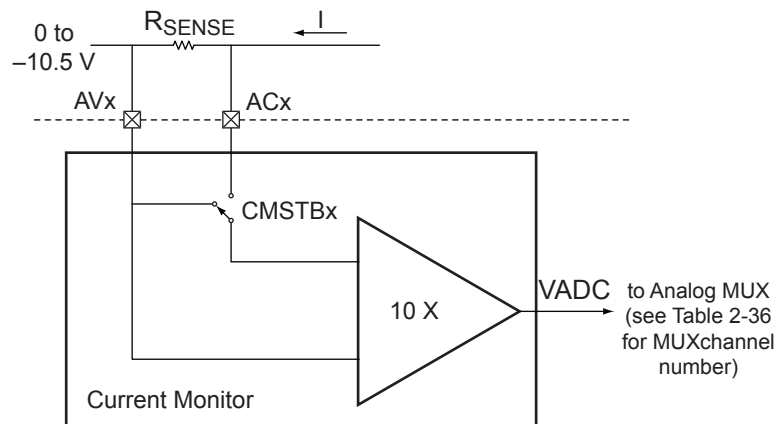 0 to
–10.5 V
RSENSE
I
AVx
ACx
CMSTBx
10 X
VADC
to Analog MUX
(see Table 2-36
for MUXchannel
number)
Current Monitor